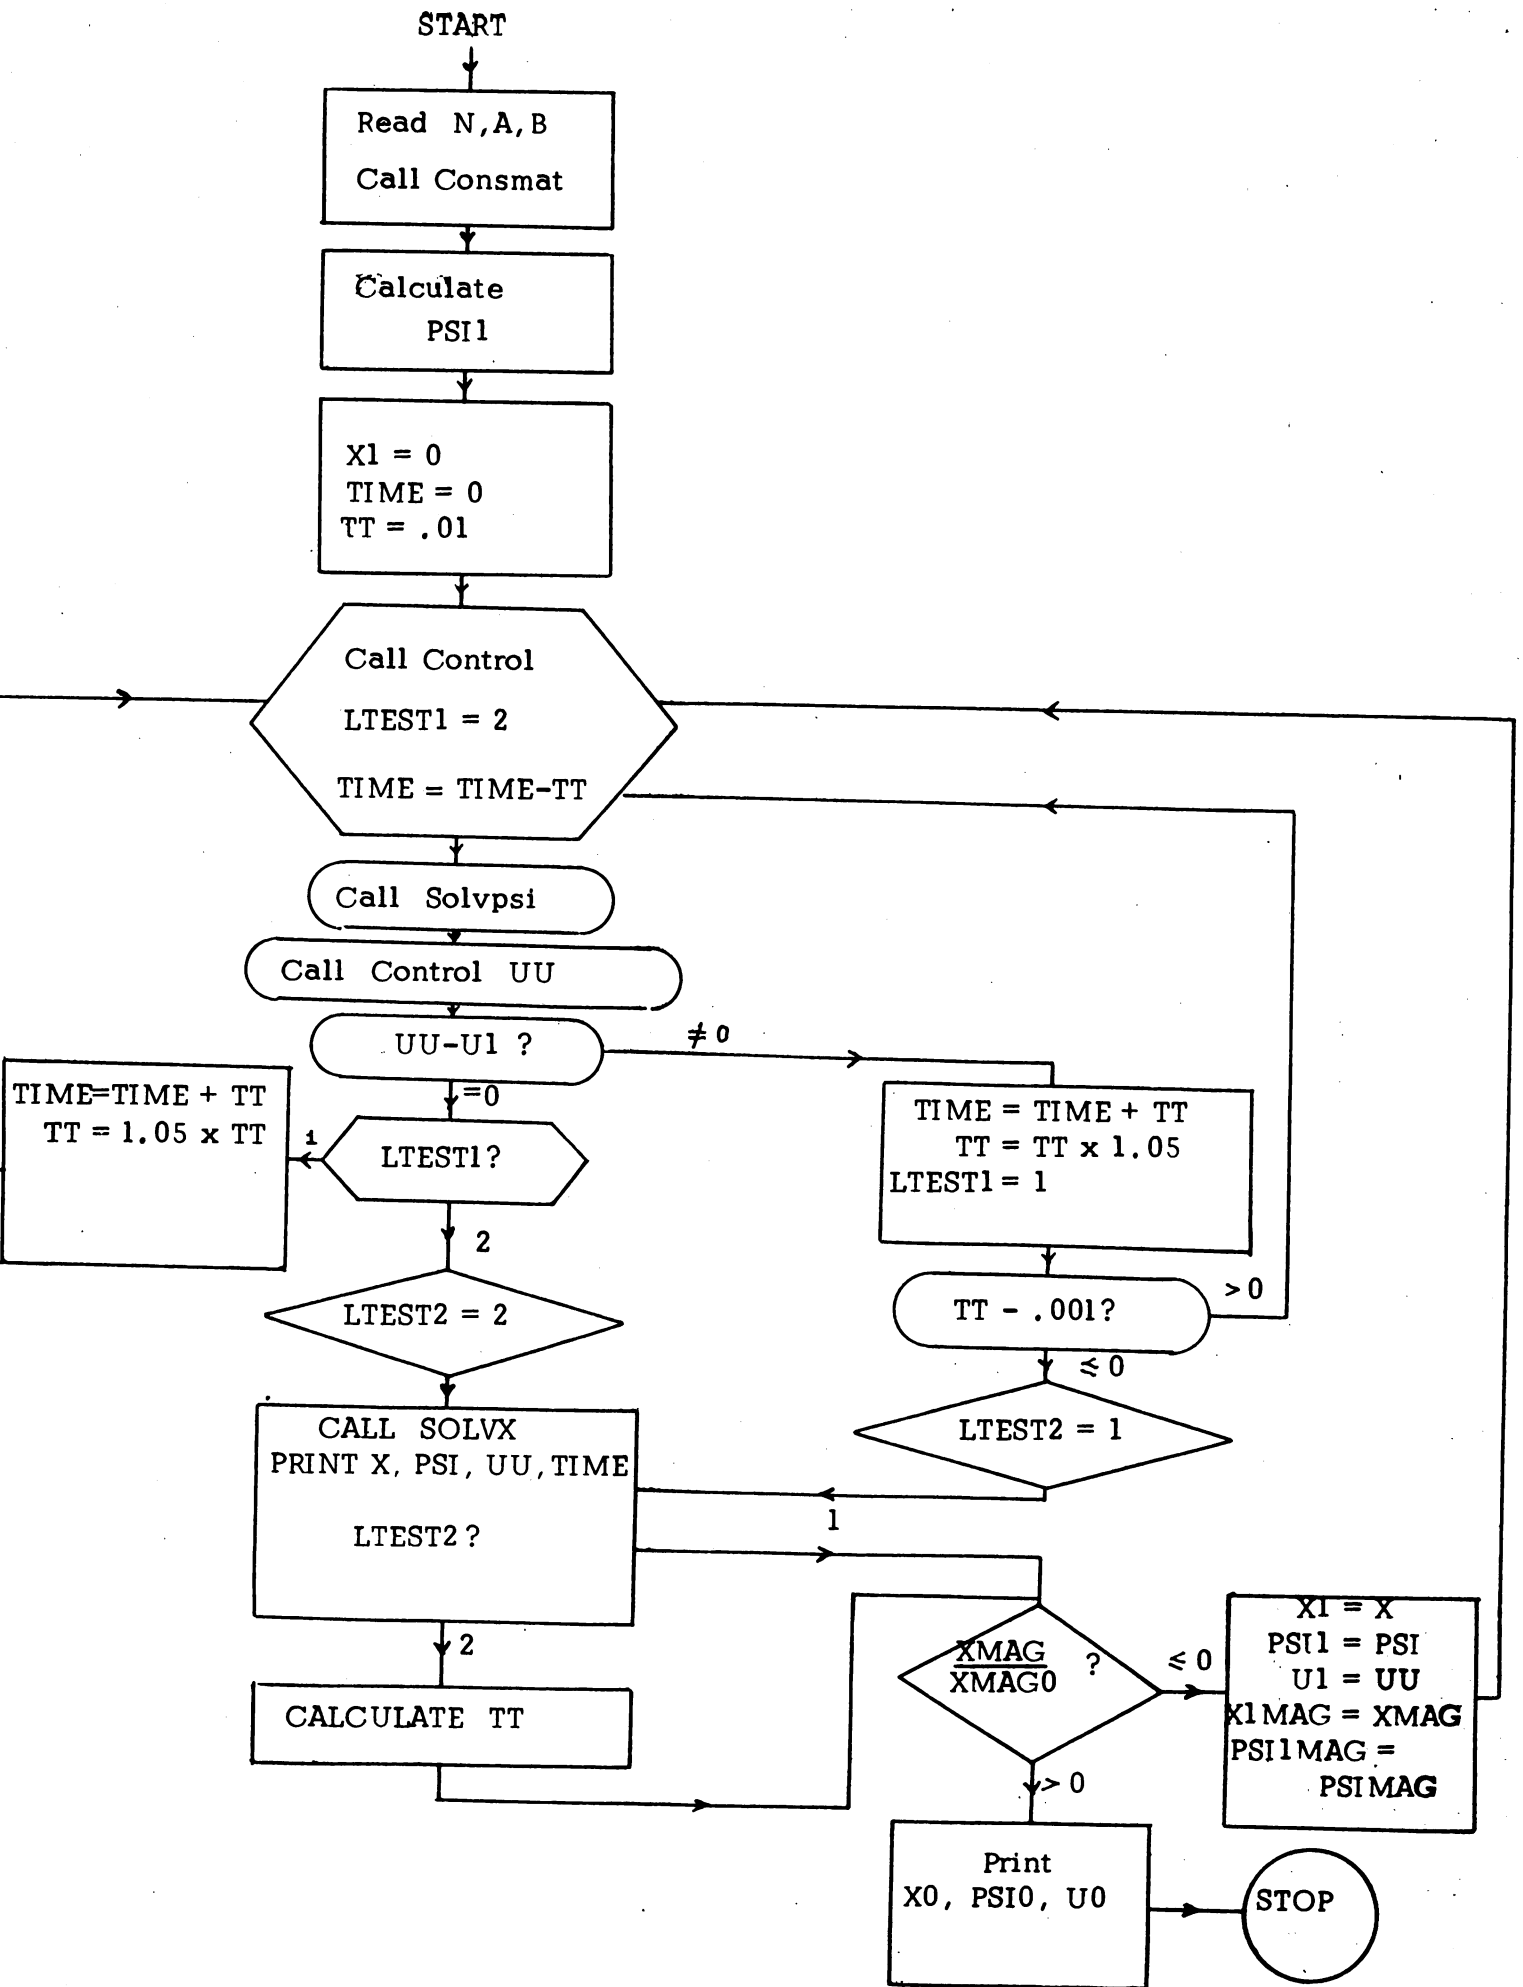 START
Read N,A,B
Call Consmat
Calculate
PSI1
X1 = 0
TIME = 0
TT = .01
Call Control
LTEST1 = 2
TIME = TIME-TT
Call Solvpsi
Call Control UU
UU-U1 ?
≠ 0
=0
TIME=TIME + TT
TT = 1.05 x TT
1
LTEST1?
2
TIME = TIME + TT
TT = TT x 1.05
LTEST1= 1
TT - .001?
> 0
≤ 0
LTEST2 = 2
LTEST2 = 1
CALL SOLVX
PRINT X, PSI, UU,TIME
LTEST2?
1
2
CALCULATE TT
XMAG
XMAG0 ?
≤ 0
> 0
X1 = X
PSI1 = PSI
U1 = UU
X1MAG = XMAG
PSI1MAG =
PSIMAG
Print
X0, PSI0, U0
STOP